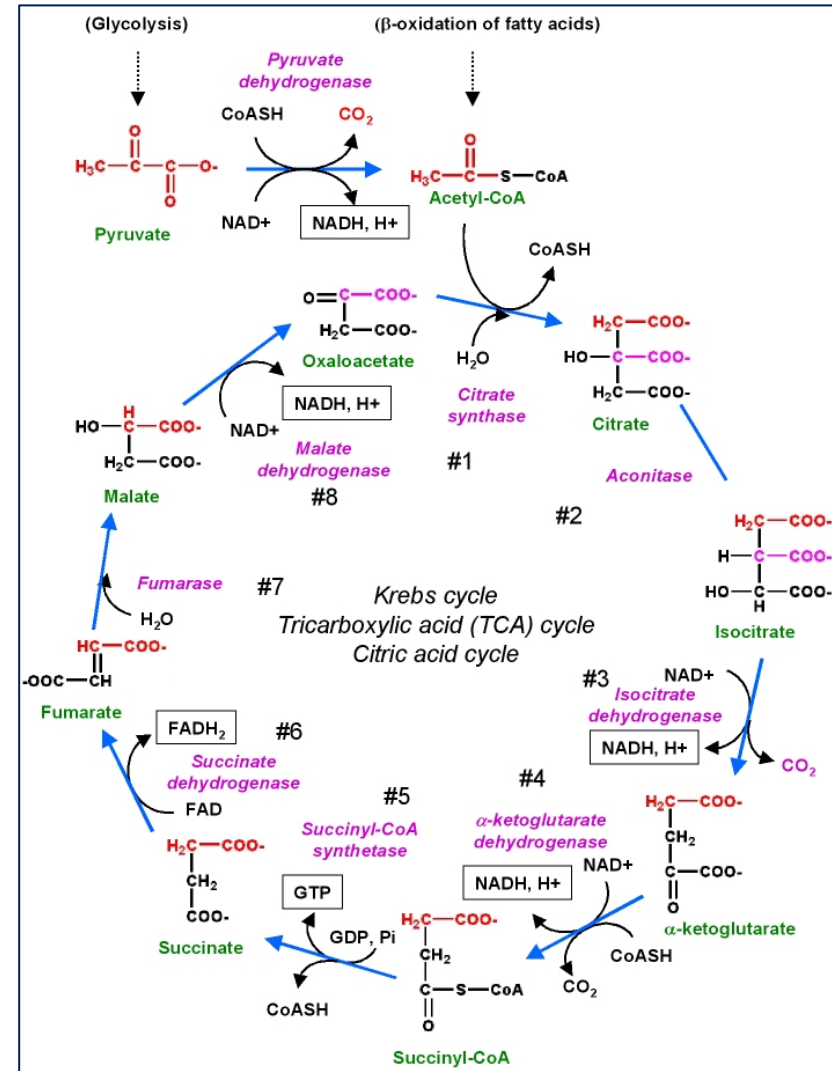 (Glycolysis)
(β-oxidation of fatty acids)
Pyruvate
dehydrogenase
CoASH
CO2
O
H3C—C—C—O-
O
Pyruvate
NAD+
NADH, H+
O
H3C—C—S—CoA
Acetyl-CoA
CoASH
O=C—COO-
H2C—COO-
Oxaloacetate
H2O
Citrate
synthase
#1
H2C—COO-
HO—C—COO-
H2C—COO-
Citrate
NADH, H+
NAD+
Malate
dehydrogenase
#8
H
HO—C—COO-
H2C—COO-
Malate
Aconitase
#2
H2C—COO-
H—C—COO-
HO—C—COO-
H
Isocitrate
Fumarase
#7
H2O
Krebs cycle
Tricarboxylic acid (TCA) cycle
Citric acid cycle
HC—COO-
-OOC—CH
Fumarate
#3
NAD+
Isocitrate
dehydrogenase
NADH, H+
CO2
FADH2
#6
Succinate
dehydrogenase
FAD
#5
Succinyl-CoA
synthetase
#4
α-ketoglutarate
dehydrogenase
NAD+
NADH, H+
H2C—COO-
CH2
C—COO-
O
α-ketoglutarate
H2C—COO-
CH2
COO-
Succinate
GTP
GDP, Pi
CoASH
H2C—COO-
CH2
C—S—CoA
O
Succinyl-CoA
CoASH
CO2